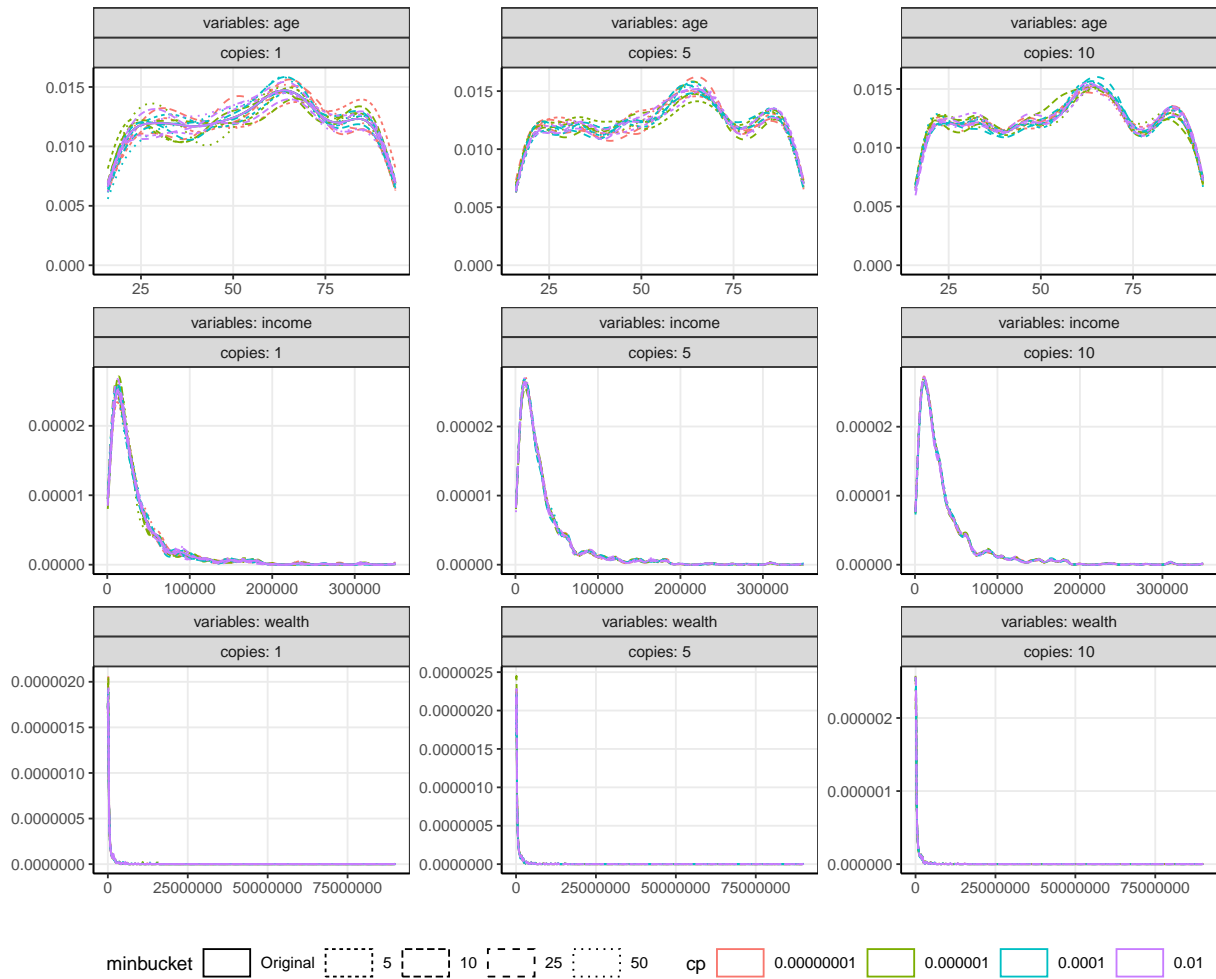 variables: age
copies: 1
variables: age
copies: 5
variables: age
copies: 10
0.015
0.010
0.005
0.000
25 50 75
0.015
0.010
0.005
0.000
25 50 75
0.015
0.010
0.005
0.000
25 50 75
variables: income
copies: 1
variables: income
copies: 5
variables: income
copies: 10
0.00002
0.00001
0.00000
0 100000 200000 300000
0.00002
0.00001
0.00000
0 100000 200000 300000
0.00002
0.00001
0.00000
0 100000 200000 300000
variables: wealth
copies: 1
variables: wealth
copies: 5
variables: wealth
copies: 10
0.0000020
0.0000015
0.0000010
0.0000005
0.0000000
0 25000000 50000000 75000000
0.0000025
0.0000020
0.0000015
0.0000010
0.0000005
0.0000000
0 25000000 50000000 75000000
0.000002
0.000001
0.000000
0 25000000 50000000 75000000
minbucket Original 5 10 25 50 cp 0.00000001 0.000001 0.0001 0.01